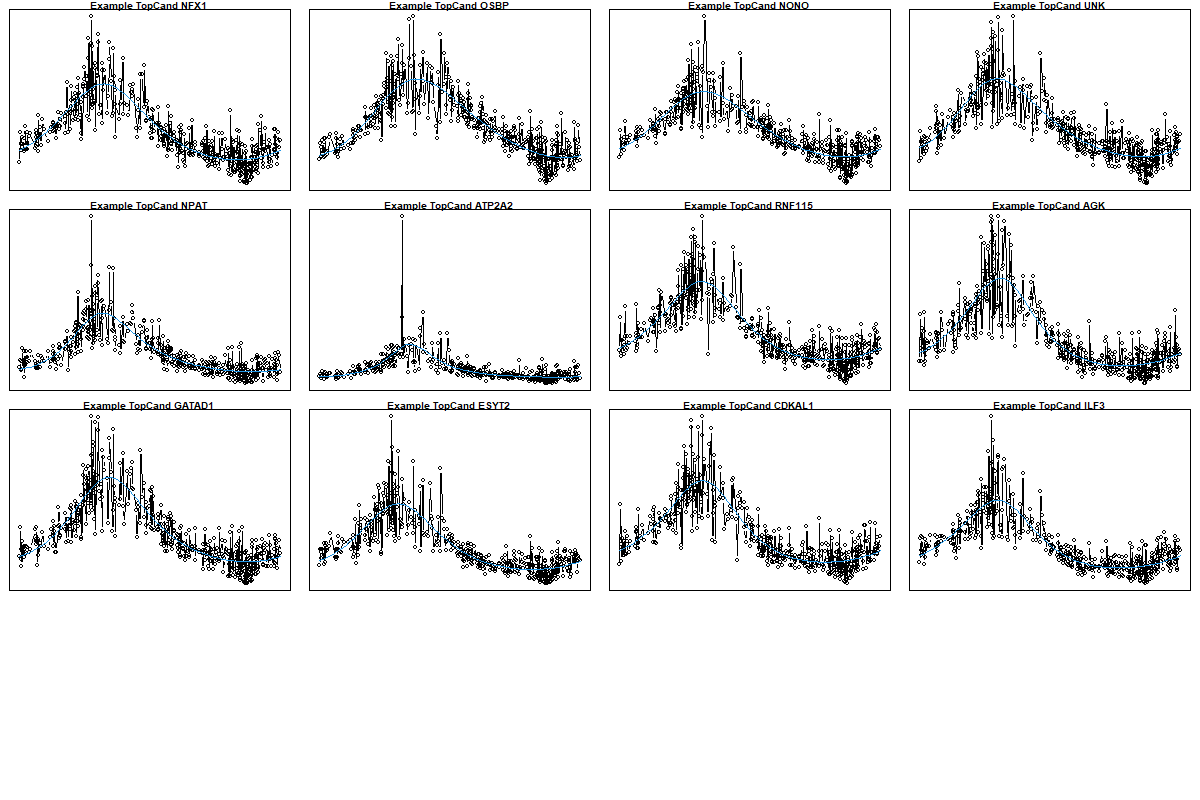 Example TopCand NFX1
Example TopCand OSBP
Example TopCand NONO
Example TopCand UNK
Example TopCand NPAT
Example TopCand ATP2A2
Example TopCand RNF115
Example TopCand AGK
Example TopCand GATAD1
Example TopCand ESYT2
Example TopCand CDKAL1
Example TopCand ILF3